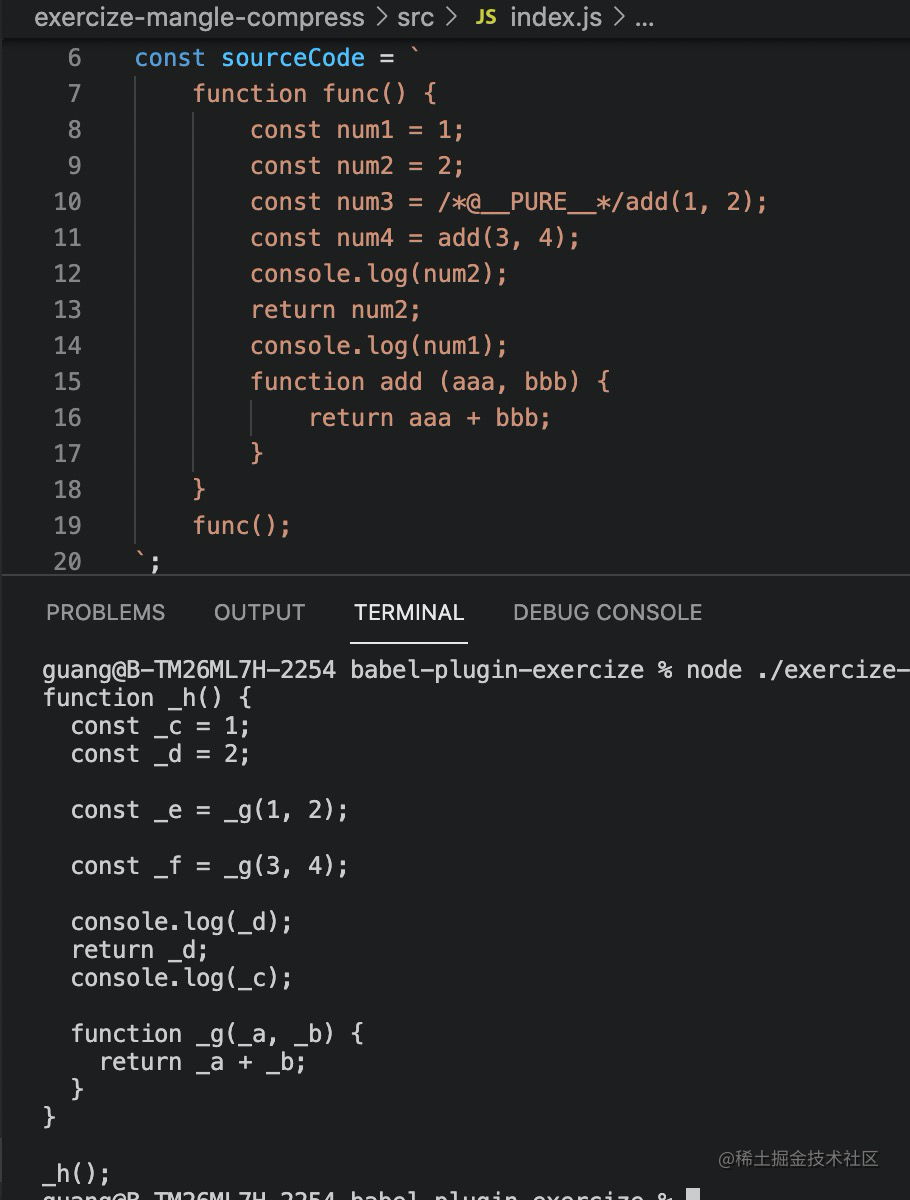 exercize-mangle-compress > src > JS index.js > ...
6 const sourceCode = `
7 function func() {
8 const num1 = 1;
9 const num2 = 2;
10 const num3 = /*@__PURE__*/add(1, 2);
11 const num4 = add(3, 4);
12 console.log(num2);
13 return num2;
14 console.log(num1);
15 function add (aaa, bbb) {
16 return aaa + bbb;
17 }
18 }
19 func();
20 `;
PROBLEMS OUTPUT TERMINAL DEBUG CONSOLE
guang@B-TM26ML7H-2254 babel-plugin-exercize % node ./exercize-
function _h() {
const _c = 1;
const _d = 2;
const _e = _g(1, 2);
const _f = _g(3, 4);
console.log(_d);
return _d;
console.log(_c);
function _g(_a, _b) {
return _a + _b;
}
}
_h();
@稀土掘金技术社区
guang@B-TM26ML7H-2254 babel-plugin-exercize %